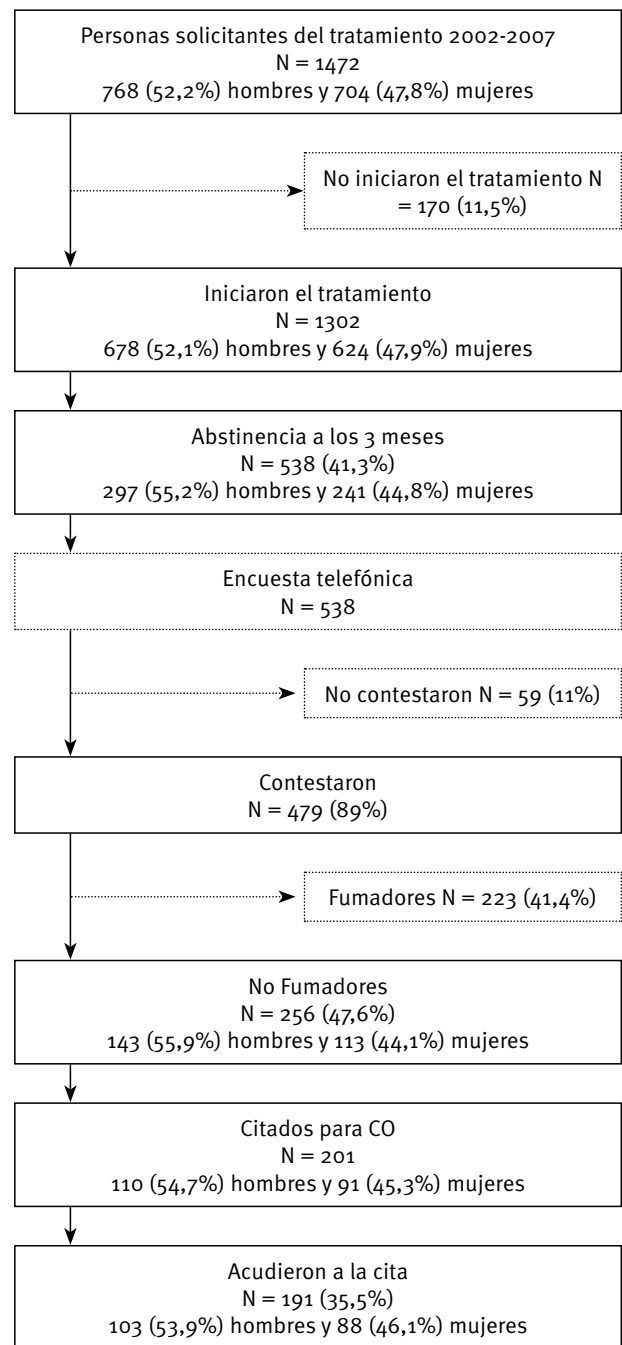 Personas solicitantes del tratamiento 2002-2007
N = 1472
768 (52,2%) hombres y 704 (47,8%) mujeres
No iniciaron el tratamiento N
= 170 (11,5%)
Iniciaron el tratamiento
N = 1302
678 (52,1%) hombres y 624 (47,9%) mujeres
Abstinencia a los 3 meses
N = 538 (41,3%)
297 (55,2%) hombres y 241 (44,8%) mujeres
Encuesta telefónica
N = 538
No contestaron N = 59 (11%)
Contestaron
N = 479 (89%)
Fumadores N = 223 (41,4%)
No Fumadores
N = 256 (47,6%)
143 (55,9%) hombres y 113 (44,1%) mujeres
Citados para CO
N = 201
110 (54,7%) hombres y 91 (45,3%) mujeres
Acudieron a la cita
N = 191 (35,5%)
103 (53,9%) hombres y 88 (46,1%) mujeres